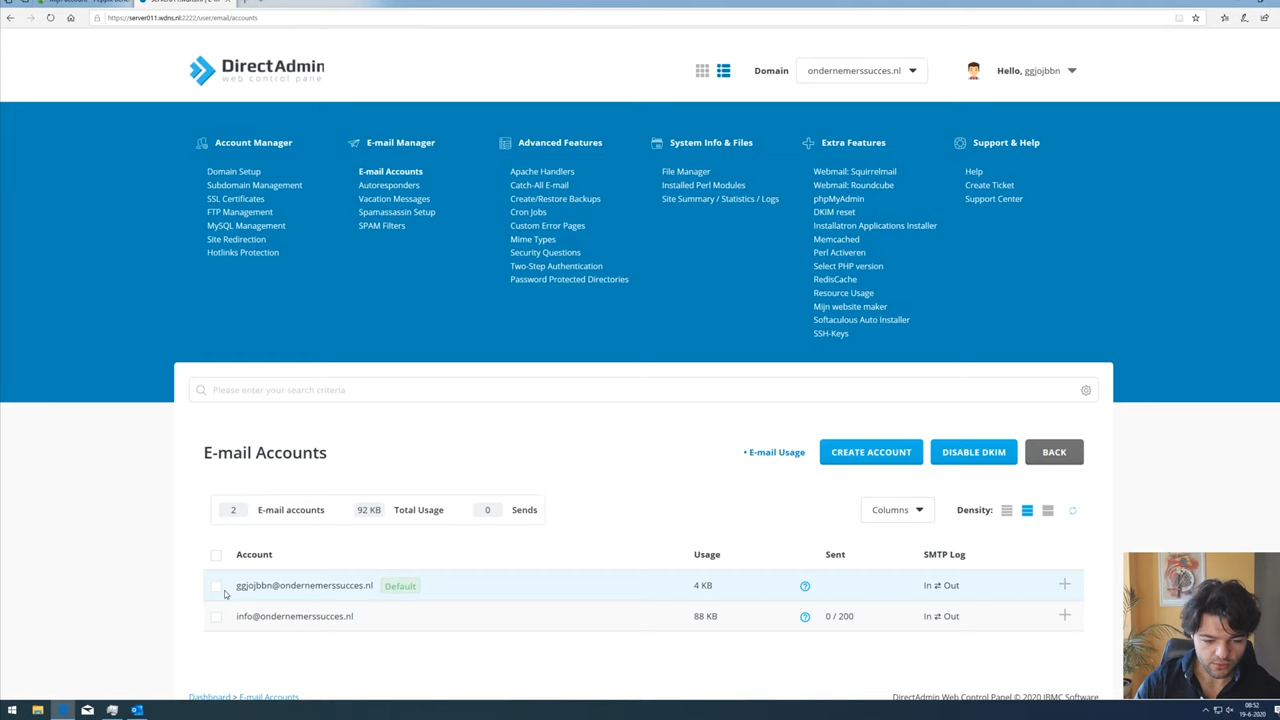 https://server011.wdns.nl:2222/user/email/accounts
DirectAdmin
web control panel
Domain
ondernemerssucces.nl
Hello, ggjojbbn
Account Manager
Domain Setup
Subdomain Management
SSL Certificates
FTP Management
MySQL Management
Site Redirection
Hotlinks Protection
E-mail Manager
E-mail Accounts
Autoresponders
Vacation Messages
Spamassassin Setup
SPAM Filters
Advanced Features
Apache Handlers
Catch-All E-mail
Create/Restore Backups
Cron Jobs
Custom Error Pages
Mime Types
Security Questions
Two-Step Authentication
Password Protected Directories
System Info & Files
File Manager
Installed Perl Modules
Site Summary / Statistics / Logs
Extra Features
Webmail: Squirrelmail
Webmail: Roundcube
phpMyAdmin
DKIM reset
Installatron Applications Installer
Memcached
Perl Activeren
Select PHP version
RedisCache
Resource Usage
Mijn website maker
Softaculous Auto Installer
SSH-Keys
Support & Help
Help
Create Ticket
Support Center
Please enter your search criteria
E-mail Accounts
• E-mail Usage
CREATE ACCOUNT
DISABLE DKIM
BACK
2 E-mail accounts 92 KB Total Usage 0 Sends
Columns
Density:
Account Usage Sent SMTP Log
ggjojbbn@ondernemerssucces.nl Default 4 KB In ⇄ Out
info@ondernemerssucces.nl 88 KB 0 / 200 In ⇄ Out
Dashboard > E-mail Accounts
DirectAdmin Web Control Panel © 2020 JBMC Software
08:52
19-6-2020